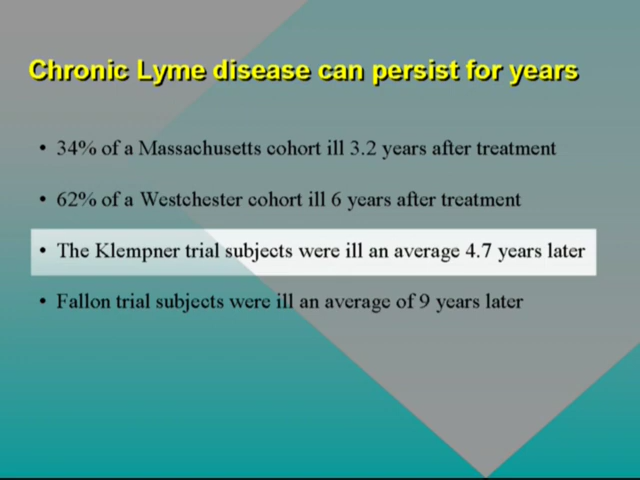 Chronic Lyme disease can persist for years
• 34% of a Massachusetts cohort ill 3.2 years after treatment
• 62% of a Westchester cohort ill 6 years after treatment
• The Klempner trial subjects were ill an average 4.7 years later
• Fallon trial subjects were ill an average of 9 years later